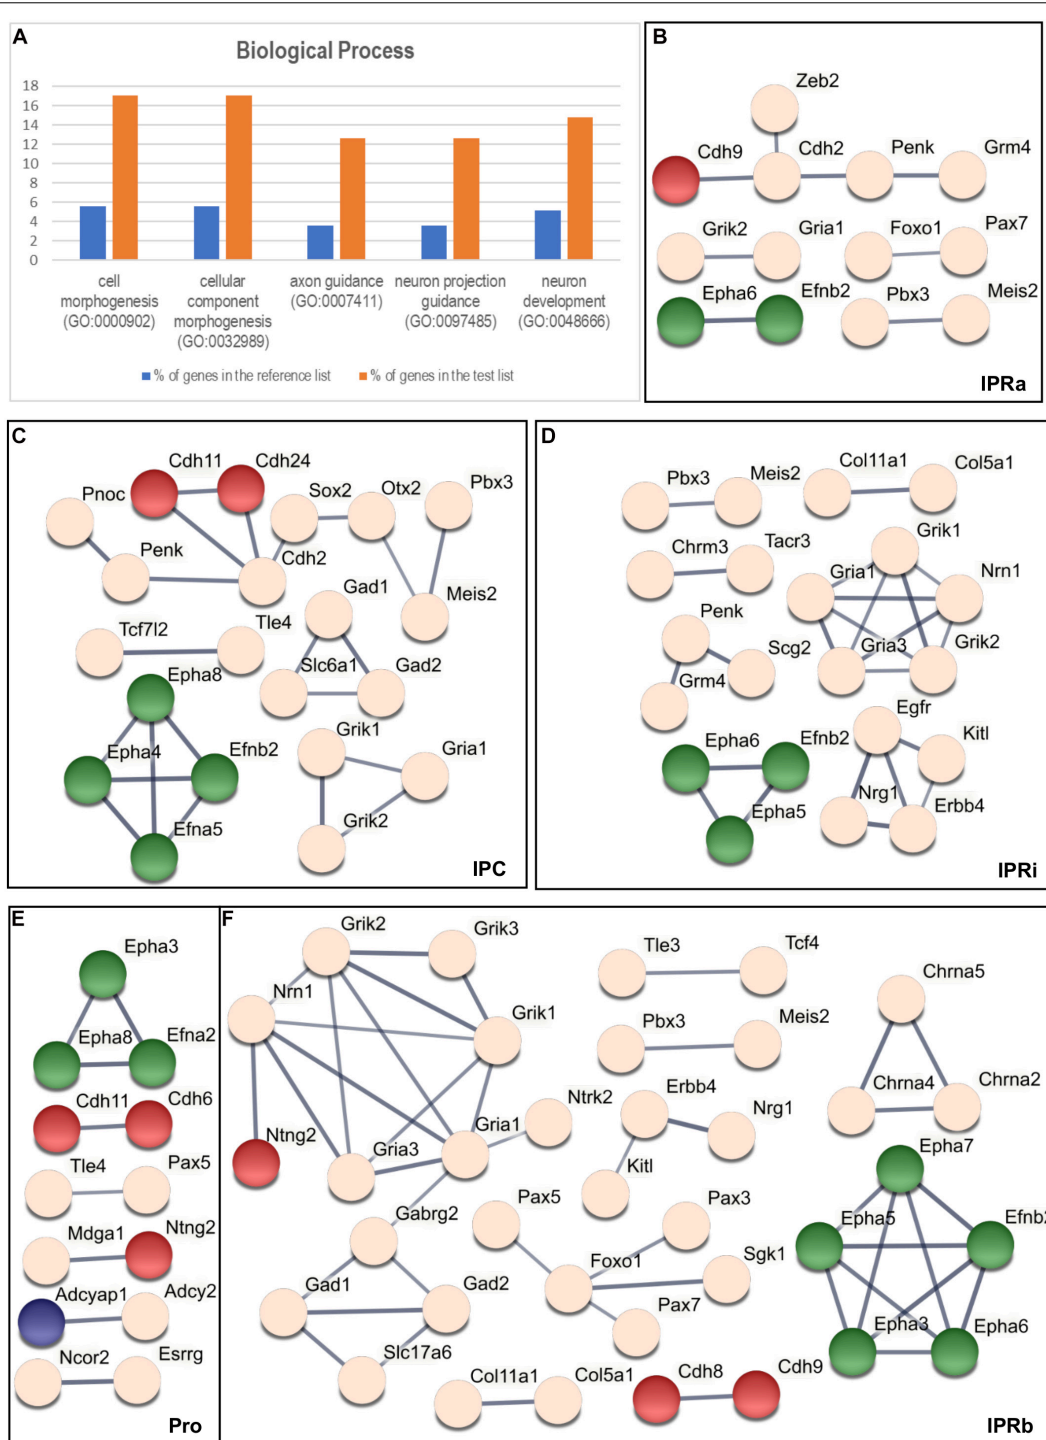 A
Biological Process
18
16
14
12
10
8
6
4
2
0
cell morphogenesis (GO:0000902)
cellular component morphogenesis (GO:0032989)
axon guidance (GO:0007411)
neuron projection guidance (GO:0097485)
neuron development (GO:0048666)
% of genes in the reference list
% of genes in the test list
B
Zeb2
Cdh9
Cdh2
Penk
Grm4
Grik2
Gria1
Foxo1
Pax7
Epha6
Efnb2
Pbx3
Meis2
IPRa
C
Cdh11
Cdh24
Pnoc
Sox2
Otx2
Pbx3
Penk
Cdh2
Gad1
Meis2
Tcf7l2
Tle4
Epha8
Slc6a1
Gad2
Epha4
Efnb2
Grik1
Gria1
Efna5
Grik2
IPC
D
Pbx3
Meis2
Col11a1
Col5a1
Chrm3
Tacr3
Grik1
Gria1
Nrn1
Penk
Scg2
Gria3
Grik2
Grm4
Egfr
Epha6
Efnb2
Kitl
Epha5
Nrg1
Erbb4
IPRi
E
Epha3
Epha8
Efna2
Cdh11
Cdh6
Tle4
Pax5
Mdga1
Ntng2
Adcyap1
Adcy2
Ncor2
Esrrg
Pro
F
Grik2
Grik3
Nrn1
Grik1
Ntng2
Gria3
Gria1
Ntrk2
Gabrg2
Gad1
Gad2
Slc17a6
Tle3
Tcf4
Pbx3
Meis2
Erbb4
Nrg1
Kitl
Pax5
Pax3
Foxo1
Sgk1
Pax7
Col11a1
Col5a1
Cdh8
Cdh9
Chrna5
Chrna4
Chrna2
Epha7
Epha5
Efnb2
Epha3
Epha6
IPRb